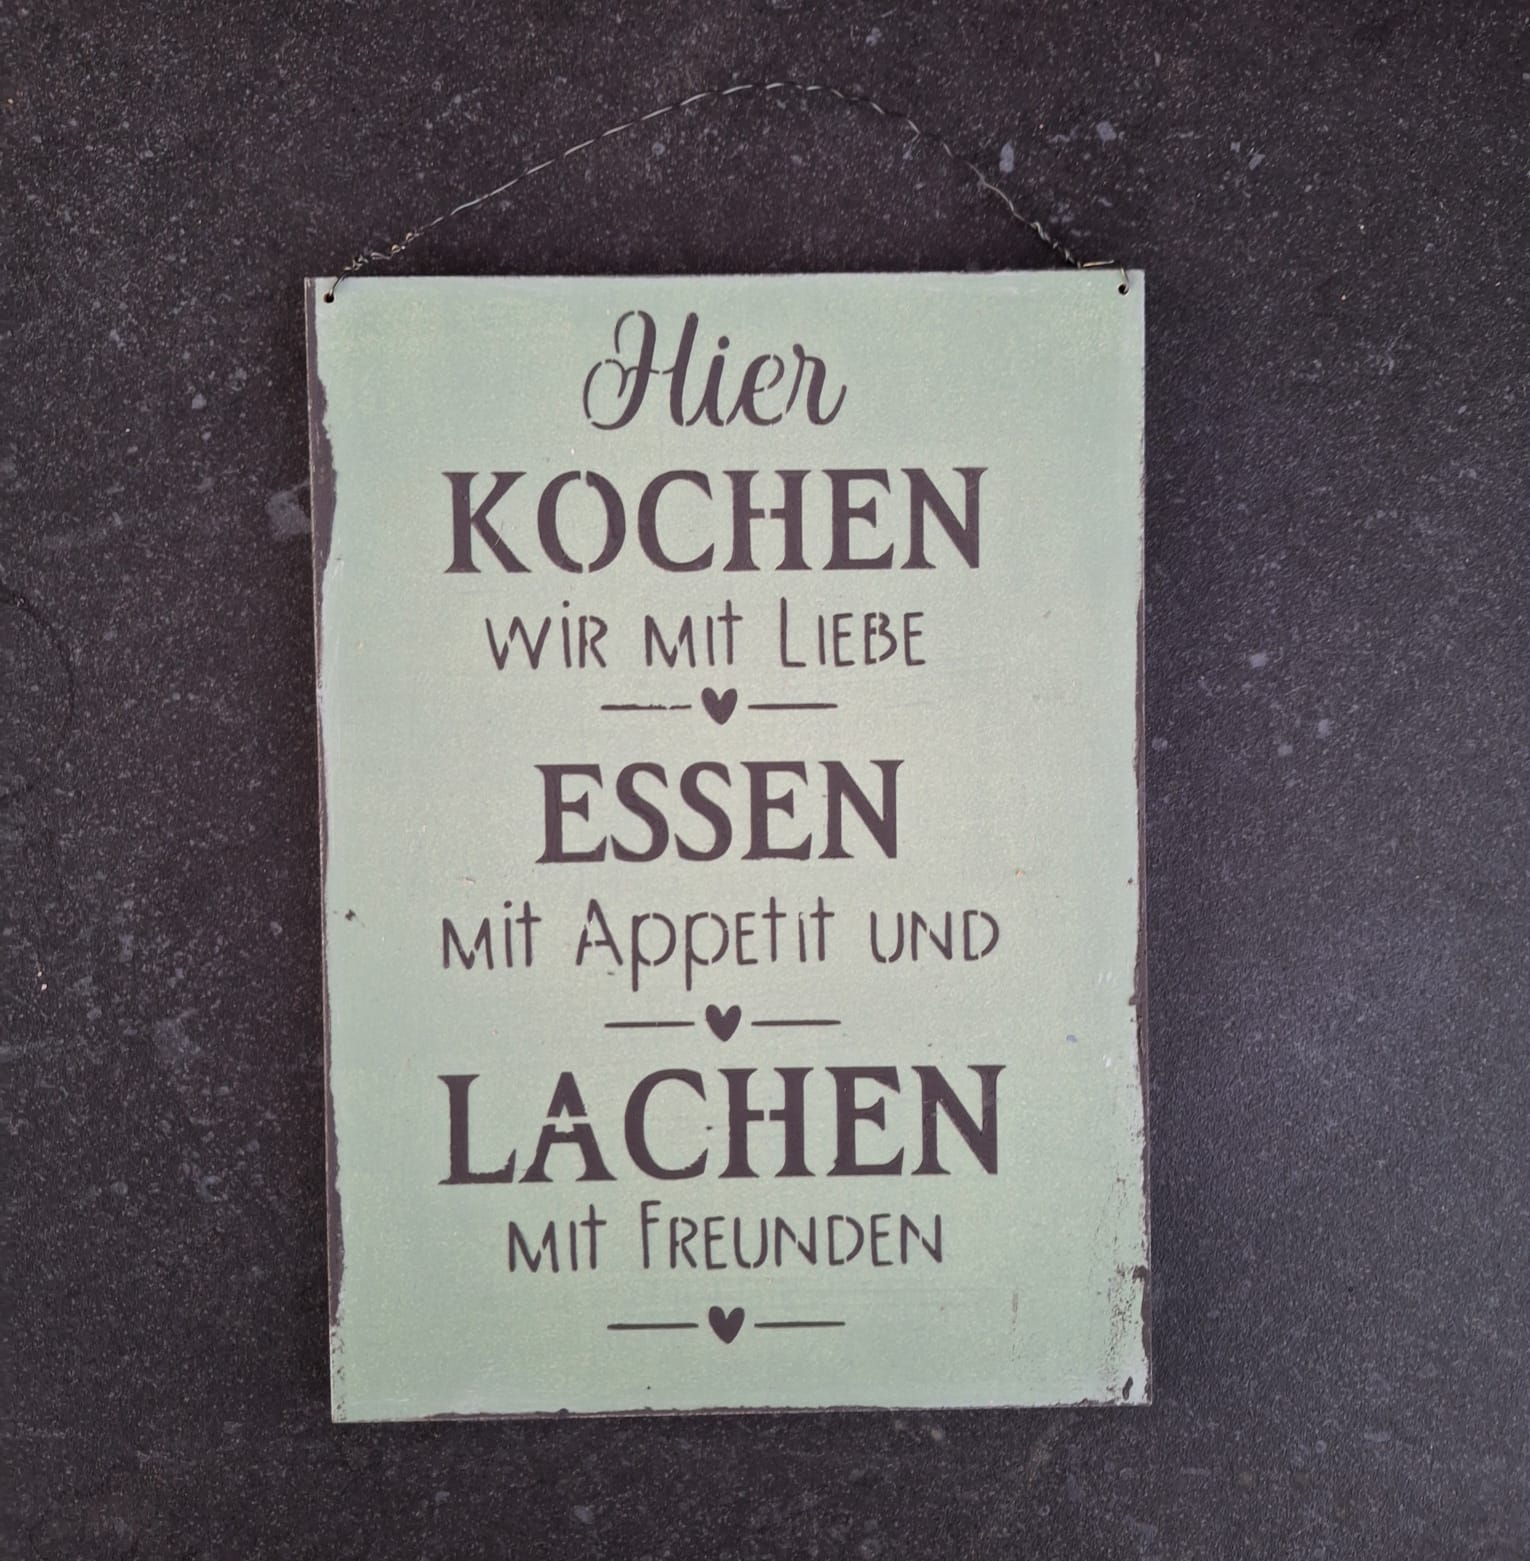 Hier
KOCHEN
WIR MIT LIEBE
ESSEN
MIT APPETIT UND
LACHEN
MIT FREUNDEN